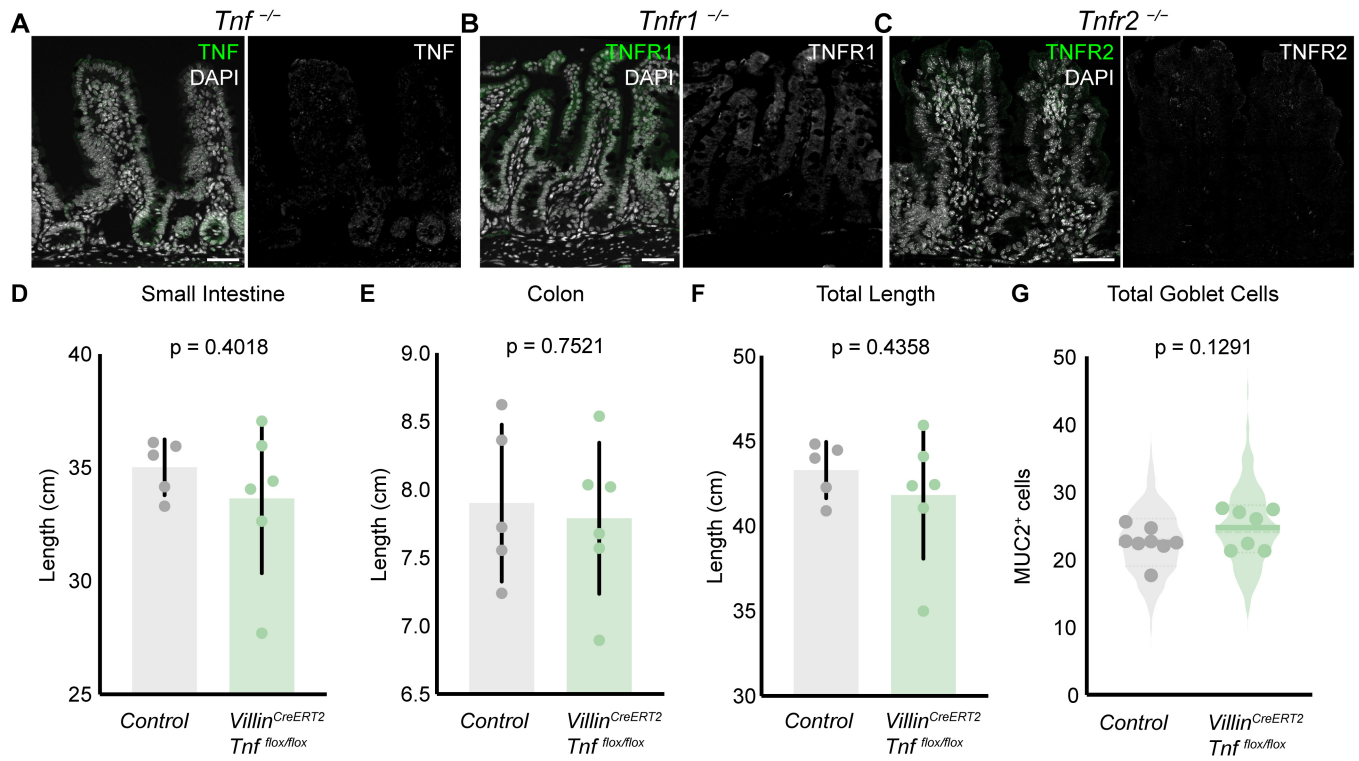 A
Tnf −/−
B
Tnfr1 −/−
C
Tnfr2 −/−
TNF
DAPI
TNF
TNFR1
DAPI
TNFR1
TNFR2
DAPI
TNFR2
D
Small Intestine
p = 0.4018
Length (cm)
40
35
30
25
Control
VillinCreERT2
Tnf flox/flox
E
Colon
p = 0.7521
Length (cm)
9.0
8.5
8.0
7.5
7.0
6.5
Control
VillinCreERT2
Tnf flox/flox
F
Total Length
p = 0.4358
Length (cm)
50
45
40
35
30
Control
VillinCreERT2
Tnf flox/flox
G
Total Goblet Cells
p = 0.1291
MUC2+ cells
50
40
30
20
10
0
Control
VillinCreERT2
Tnf flox/flox